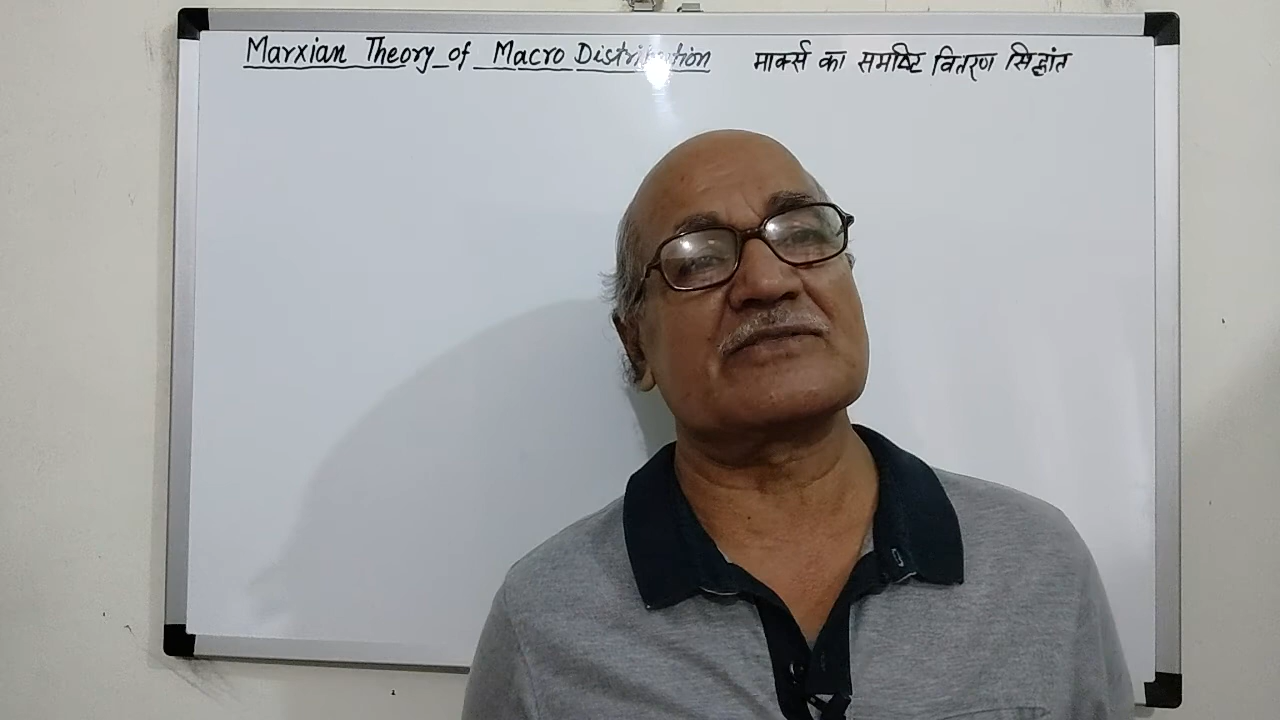 Marxian Theory of Macro Distribution मार्क्स का समष्टि वितरण सिद्धांत